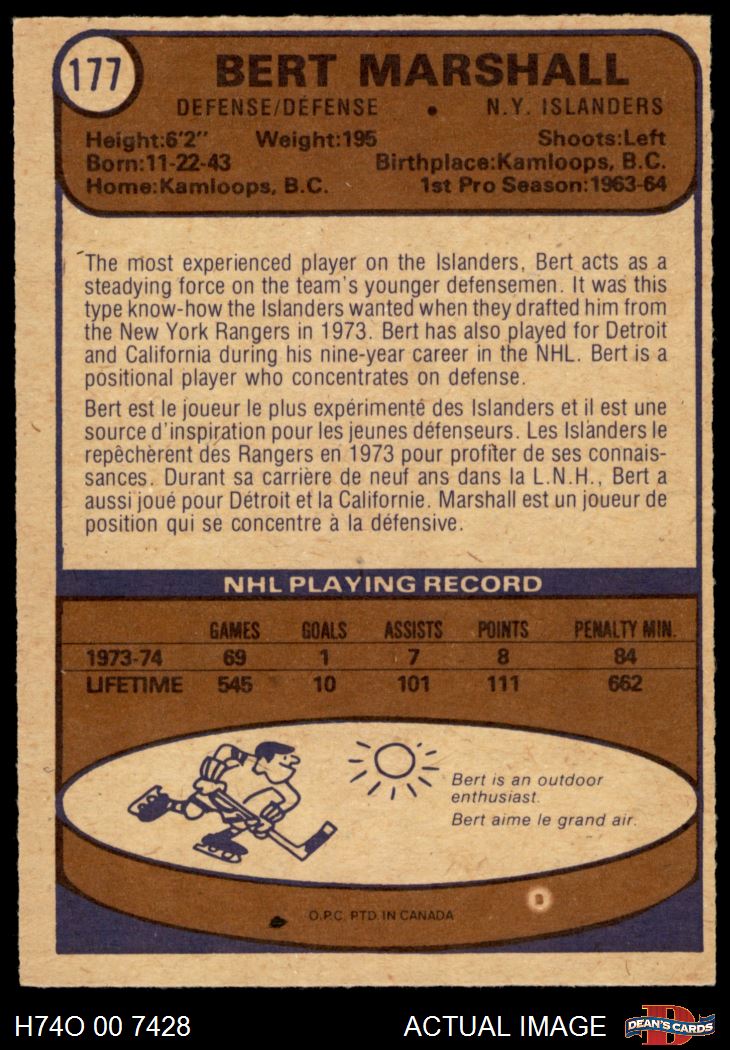 177
BERT MARSHALL
DEFENSE/DÉFENSE • N.Y. ISLANDERS
Height:6'2" Weight:195 Shoots:Left
Born:11-22-43 Birthplace:Kamloops, B.C.
Home:Kamloops, B.C. 1st Pro Season:1963-64
The most experienced player on the Islanders, Bert acts as a
steadying force on the team's younger defensemen. It was this
type know-how the Islanders wanted when they drafted him from
the New York Rangers in 1973. Bert has also played for Detroit
and California during his nine-year career in the NHL. Bert is a
positional player who concentrates on defense.
Bert est le joueur le plus expérimenté des Islanders et il est une
source d'inspiration pour les jeunes défenseurs. Les Islanders le
repêchèrent des Rangers en 1973 pour profiter de ses connais-
sances. Durant sa carrière de neuf ans dans la L.N.H., Bert a
aussi joué pour Détroit et la Californie. Marshall est un joueur de
position qui se concentre à la défensive.
NHL PLAYING RECORD
GAMES GOALS ASSISTS POINTS PENALTY MIN.
1973-74 69 1 7 8 84
LIFETIME 545 10 101 111 662
Bert is an outdoor
enthusiast.
Bert aime le grand air.
O.P.C. PTD. IN CANADA
H74O 00 7428 ACTUAL IMAGE
D
DEAN'S CARDS